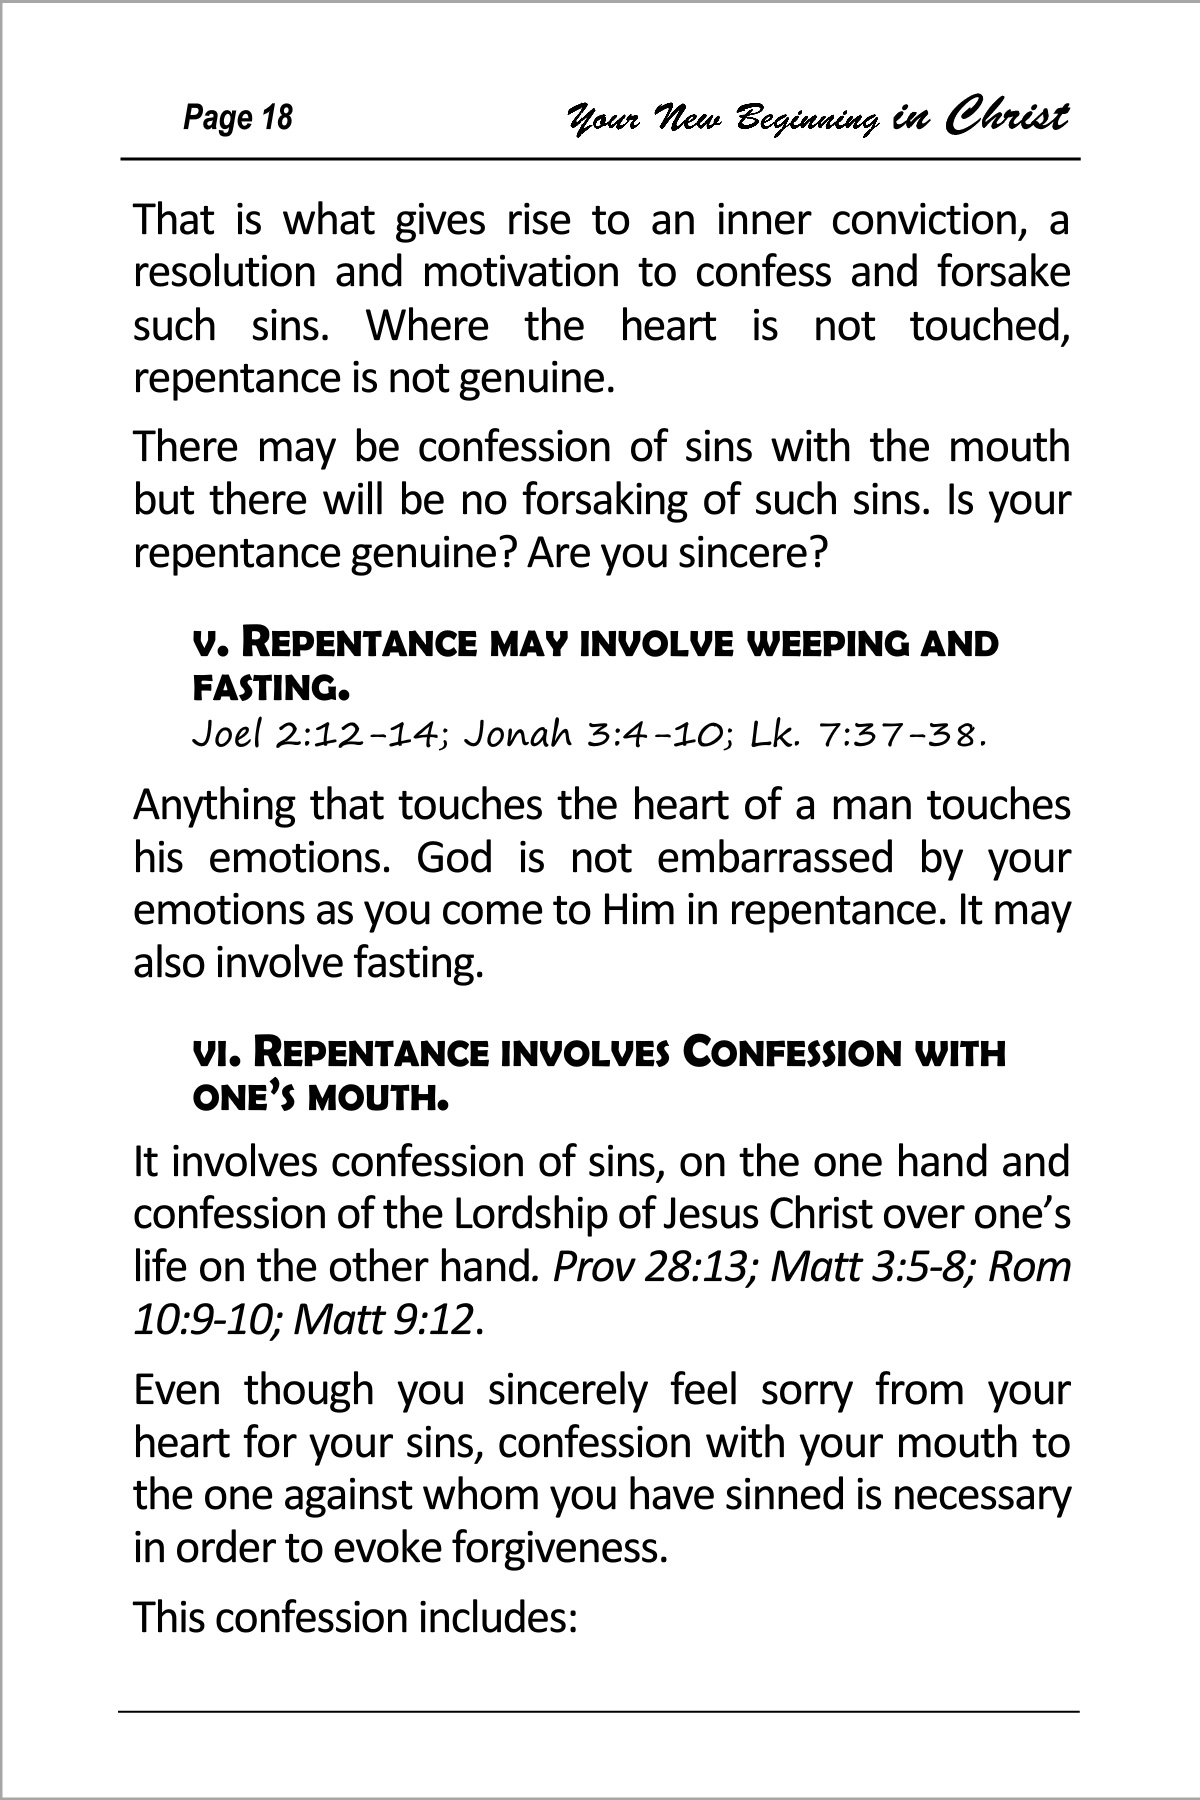 Page 18 Your New Beginning in Christ
That is what gives rise to an inner conviction, a
resolution and motivation to confess and forsake
such sins. Where the heart is not touched,
repentance is not genuine.
There may be confession of sins with the mouth
but there will be no forsaking of such sins. Is your
repentance genuine? Are you sincere?
v. Repentance may involve weeping and
fasting.
Joel 2:12-14; Jonah 3:4-10; Lk. 7:37-38.
Anything that touches the heart of a man touches
his emotions. God is not embarrassed by your
emotions as you come to Him in repentance. It may
also involve fasting.
vi. Repentance involves Confession with
one’s mouth.
It involves confession of sins, on the one hand and
confession of the Lordship of Jesus Christ over one’s
life on the other hand. Prov 28:13; Matt 3:5-8; Rom
10:9-10; Matt 9:12.
Even though you sincerely feel sorry from your
heart for your sins, confession with your mouth to
the one against whom you have sinned is necessary
in order to evoke forgiveness.
This confession includes: